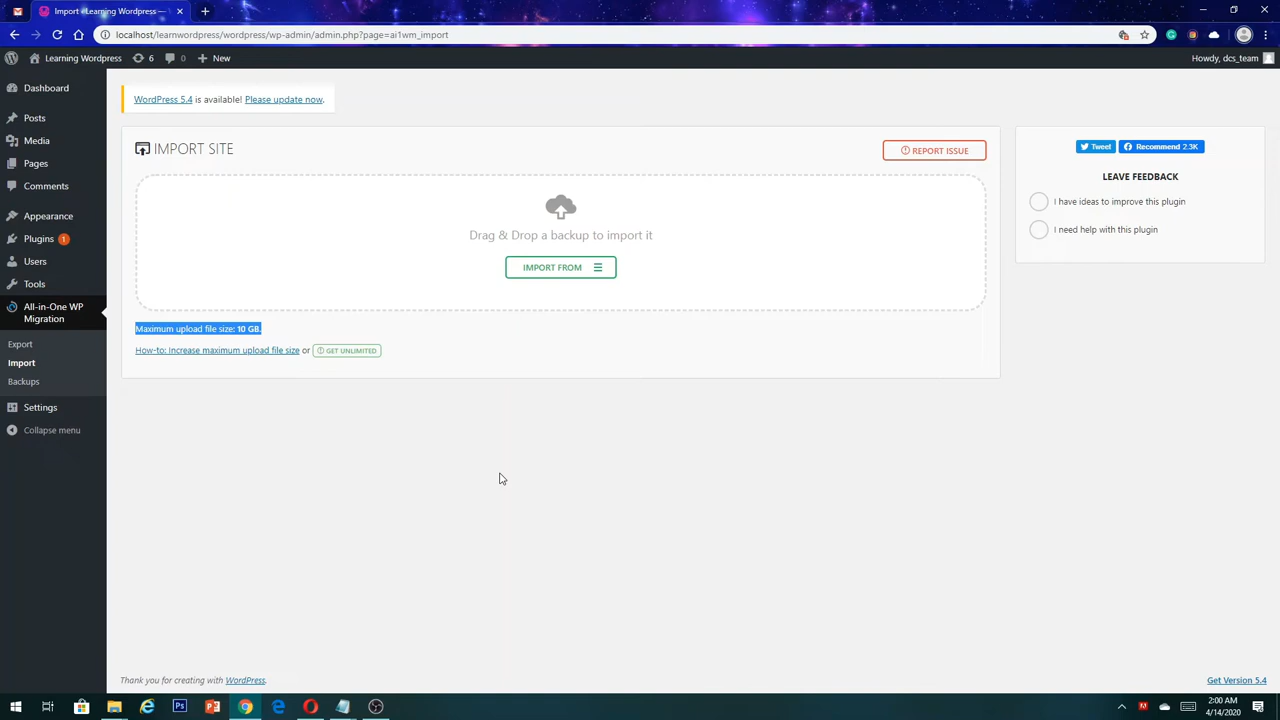 Import ‹ Learning WordPress —
localhost/learnwordpress/wordpress/wp-admin/admin.php?page=ai1wm_import
Learning WordPress
6
0
New
Howdy, dcs_team
Dashboard
Posts
Media
Pages
Comments
Appearance
Plugins 1
Users
Tools
All-in-One WP
Migration
Export
Import
Backups
Settings
Collapse menu
WordPress 5.4 is available! Please update now.
IMPORT SITE
REPORT ISSUE
Drag & Drop a backup to import it
IMPORT FROM
Maximum upload file size: 10 GB.
How-to: Increase maximum upload file size or GET UNLIMITED
Tweet
Recommend 2.3K
LEAVE FEEDBACK
I have ideas to improve this plugin
I need help with this plugin
Thank you for creating with WordPress.
Get Version 5.4
2:00 AM
4/14/2020